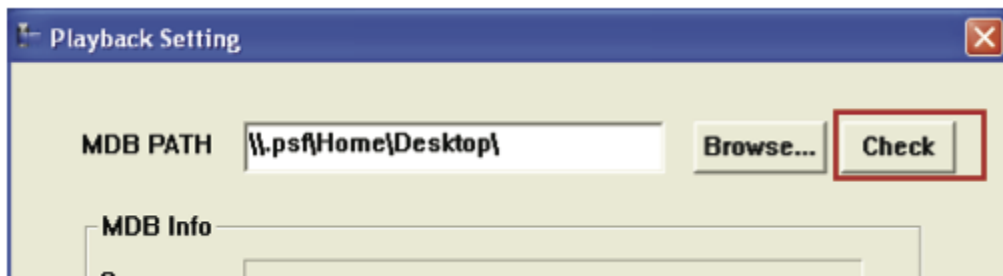 Playback Setting
MDB PATH \\.psf\Home\Desktop\ Browse... Check
MDB Info